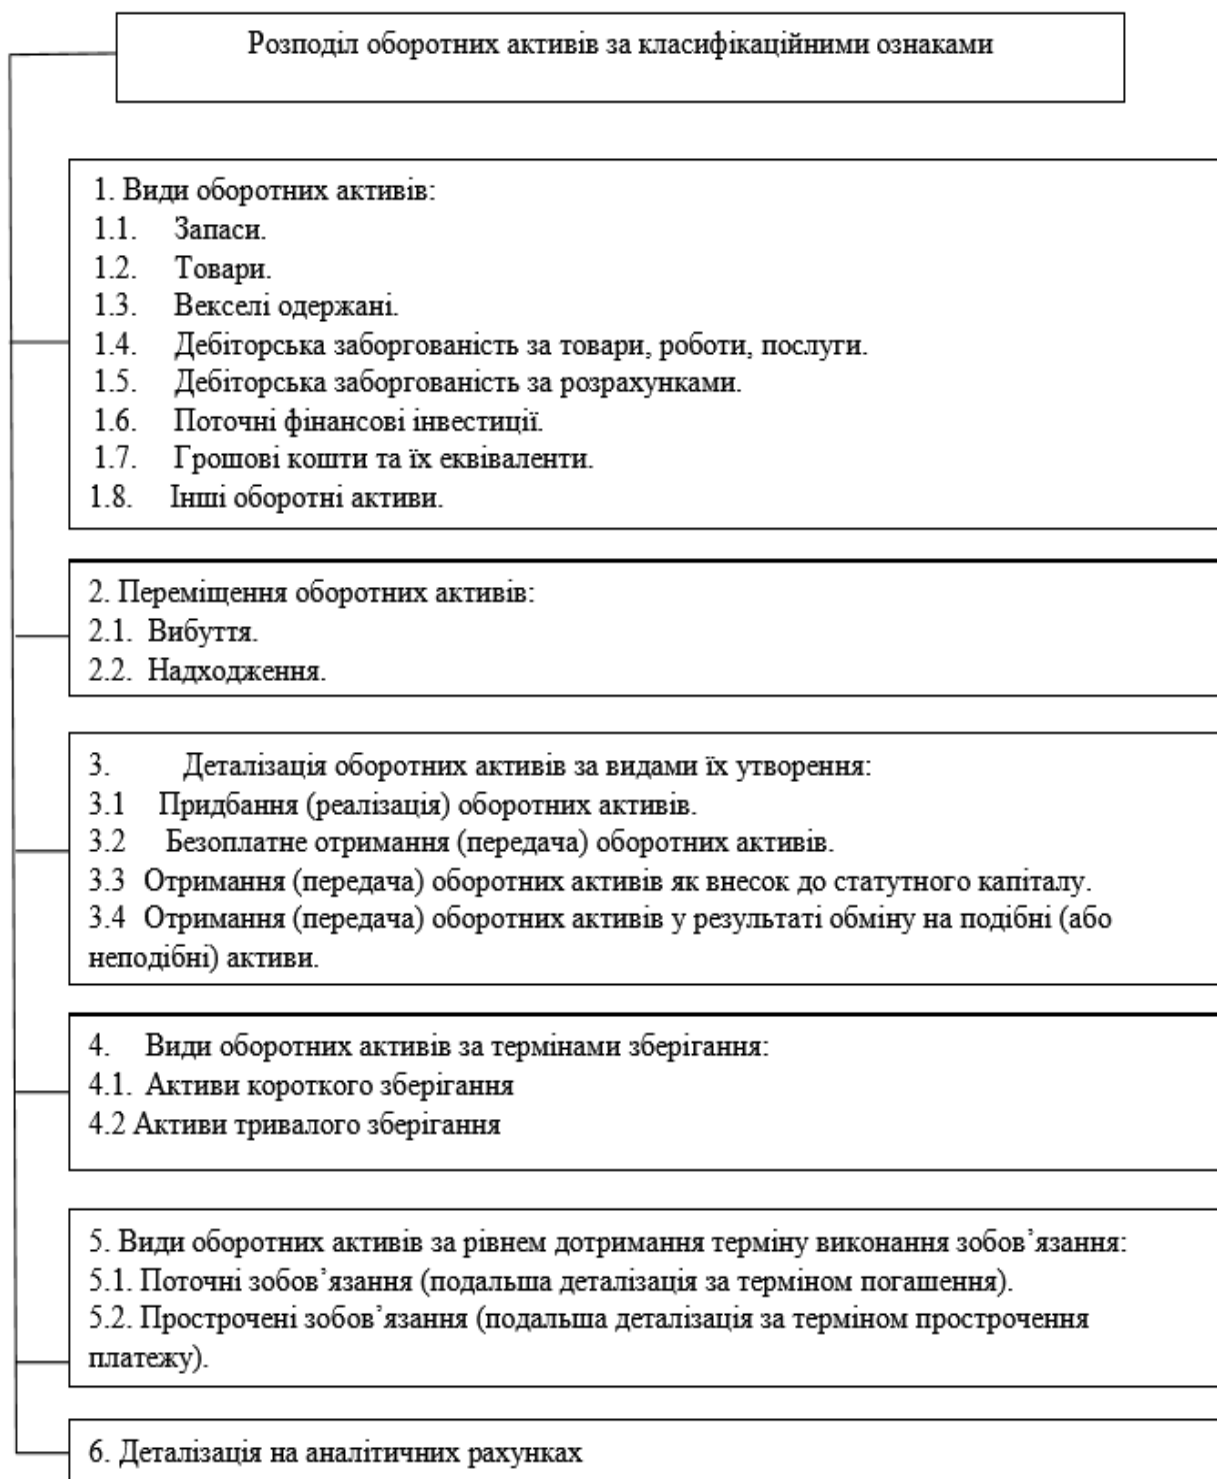 Розподіл оборотних активів за класифікаційними ознаками
1. Види оборотних активів:
1.1. Запаси.
1.2. Товари.
1.3. Векселі одержані.
1.4. Дебіторська заборгованість за товари, роботи, послуги.
1.5. Дебіторська заборгованість за розрахунками.
1.6. Поточні фінансові інвестиції.
1.7. Грошові кошти та їх еквіваленти.
1.8. Інші оборотні активи.
2. Переміщення оборотних активів:
2.1. Вибуття.
2.2. Надходження.
3. Деталізація оборотних активів за видами їх утворення:
3.1 Придбання (реалізація) оборотних активів.
3.2 Безоплатне отримання (передача) оборотних активів.
3.3 Отримання (передача) оборотних активів як внесок до статутного капіталу.
3.4 Отримання (передача) оборотних активів у результаті обміну на подібні (або
неподібні) активи.
4. Види оборотних активів за термінами зберігання:
4.1. Активи короткого зберігання
4.2 Активи тривалого зберігання
5. Види оборотних активів за рівнем дотримання терміну виконання зобов’язання:
5.1. Поточні зобов’язання (подальша деталізація за терміном погашення).
5.2. Прострочені зобов’язання (подальша деталізація за терміном прострочення
платежу).
6. Деталізація на аналітичних рахунках